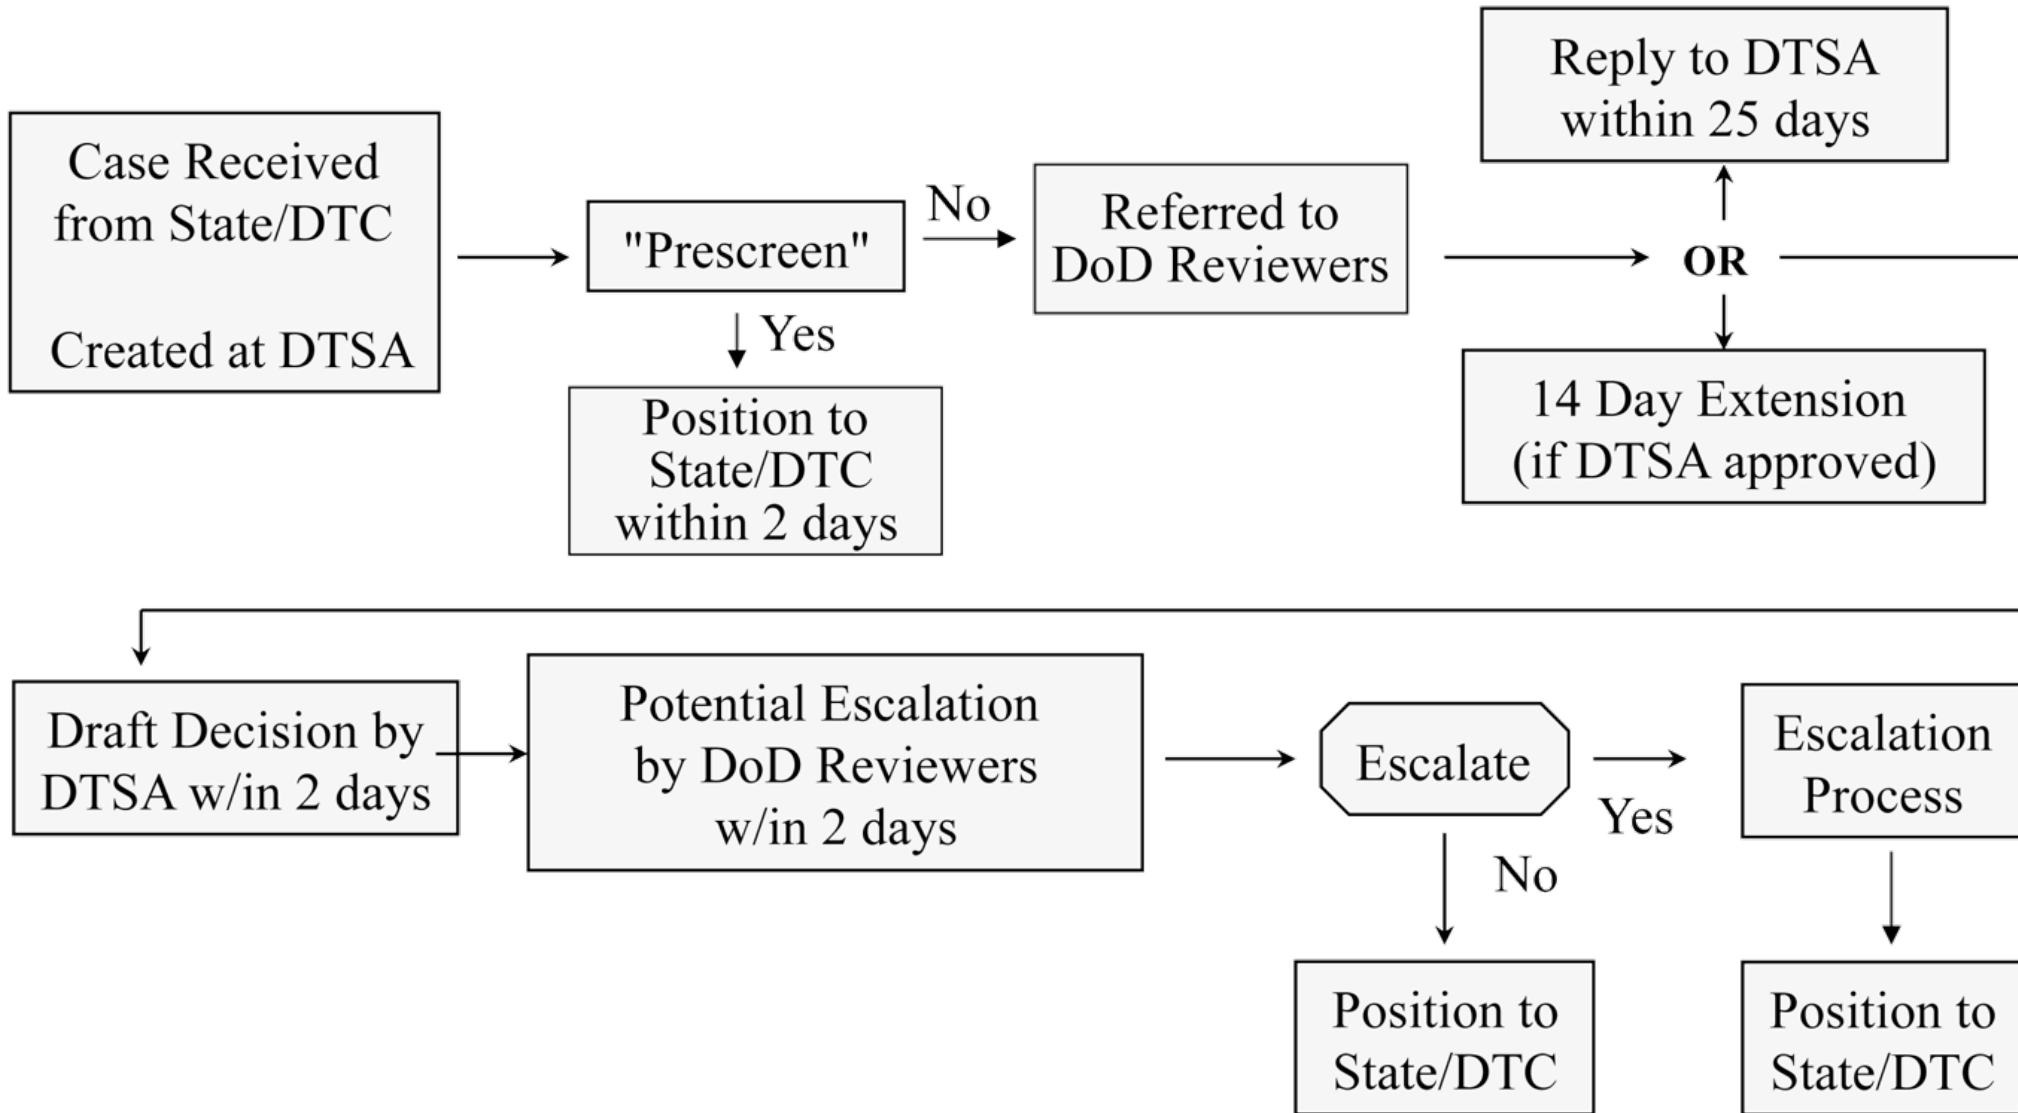 Case Received
from State/DTC
Created at DTSA
"Prescreen"
No
Yes
Position to
State/DTC
within 2 days
Referred to
DoD Reviewers
Reply to DTSA
within 25 days
OR
14 Day Extension
(if DTSA approved)
Draft Decision by
DTSA w/in 2 days
Potential Escalation
by DoD Reviewers
w/in 2 days
Escalate
Yes
No
Escalation
Process
Position to
State/DTC
Position to
State/DTC